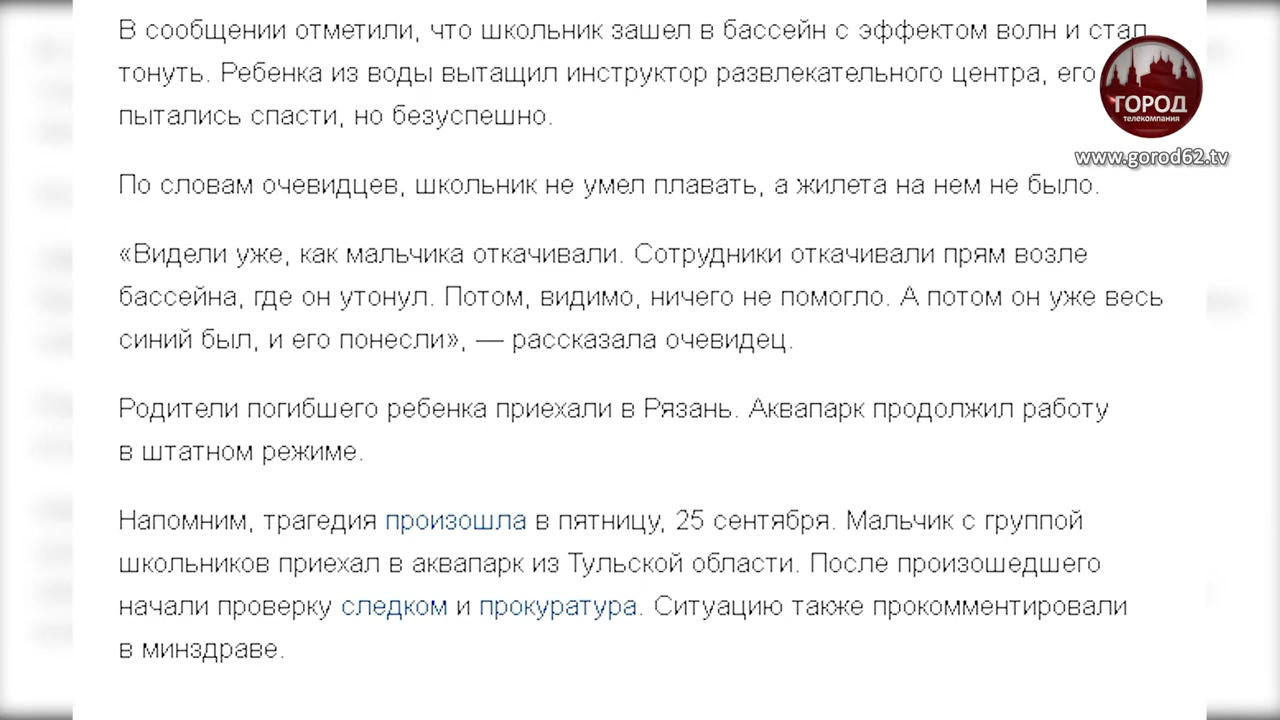 В сообщении отметили, что школьник зашел в бассейн с эффектом волн и стал
тонуть. Ребенка из воды вытащил инструктор развлекательного центра, его
пытались спасти, но безуспешно.
ГОРОД
телекомпания
www.gorod62.tv
По словам очевидцев, школьник не умел плавать, а жилета на нем не было.
«Видели уже, как мальчика откачивали. Сотрудники откачивали прям возле
бассейна, где он утонул. Потом, видимо, ничего не помогло. А потом он уже весь
синий был, и его понесли», — рассказала очевидец.
Родители погибшего ребенка приехали в Рязань. Аквапарк продолжил работу
в штатном режиме.
Напомним, трагедия произошла в пятницу, 25 сентября. Мальчик с группой
школьников приехал в аквапарк из Тульской области. После произошедшего
начали проверку следком и прокуратура. Ситуацию также прокомментировали
в минздраве.